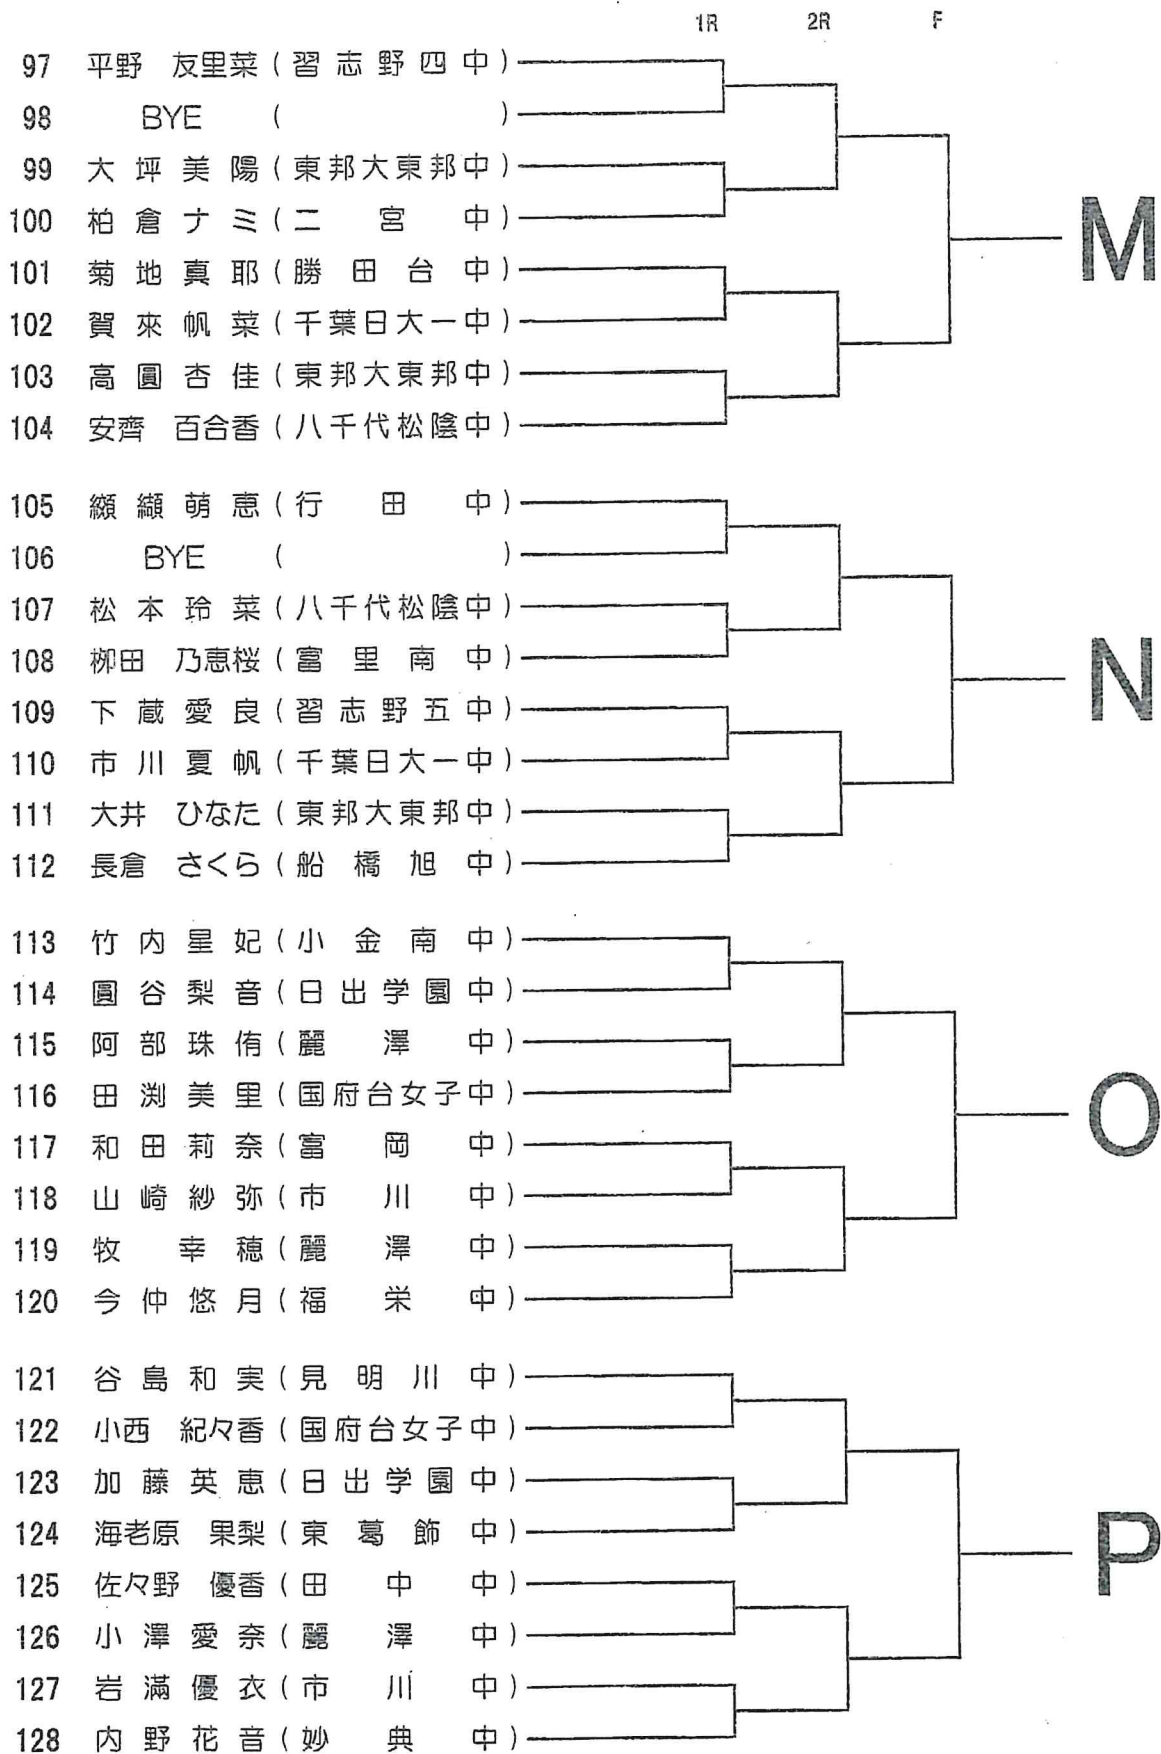 1R 2R F
97 平野 友里菜 (習志野四中)
98 BYE ( )
99 大坪美陽 (東邦大東邦中)
100 柏倉ナミ (二宮中)
M
101 菊地真耶 (勝田台中)
102 賀來帆菜 (千葉日大一中)
103 高圓杏佳 (東邦大東邦中)
104 安齊 百合香 (八千代松陰中)
105 纐纈萌恵 (行田中)
106 BYE ( )
107 松本玲菜 (八千代松陰中)
108 栁田 乃恵桜 (富里南中)
N
109 下蔵愛良 (習志野五中)
110 市川夏帆 (千葉日大一中)
111 大井 ひなた (東邦大東邦中)
112 長倉 さくら (船橋旭中)
113 竹内星妃 (小金南中)
114 圓谷梨音 (日出学園中)
115 阿部珠侑 (麗澤中)
116 田渕美里 (国府台女子中)
O
117 和田莉奈 (富岡中)
118 山崎紗弥 (市川中)
119 牧 幸穂 (麗澤中)
120 今仲悠月 (福栄中)
121 谷島和実 (見明川中)
122 小西 紀々香 (国府台女子中)
123 加藤英恵 (日出学園中)
124 海老原 果梨 (東葛飾中)
P
125 佐々野 優香 (田中中)
126 小澤愛奈 (麗澤中)
127 岩満優衣 (市川中)
128 内野花音 (妙典中)